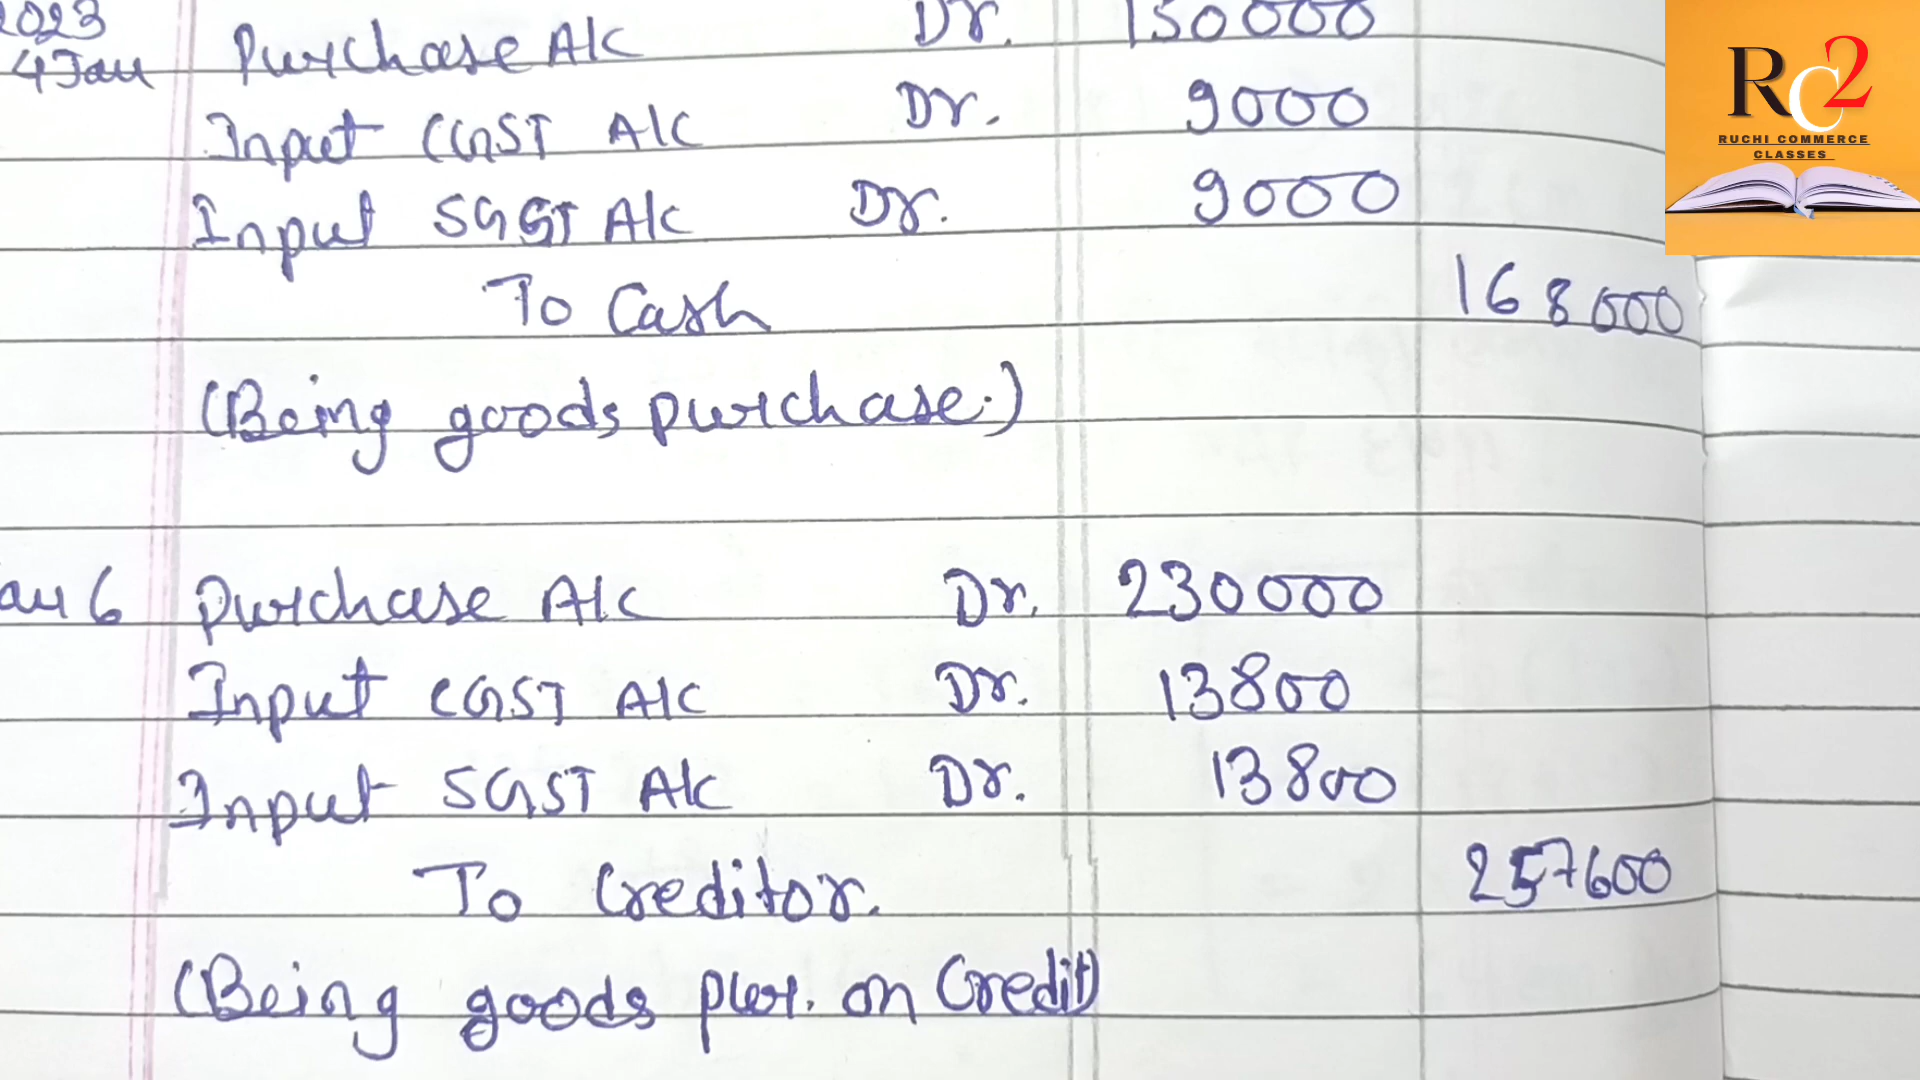 2023
4 Jan Purchase A/c Dr. 150000
Input CGST A/c Dr. 9000
Input SGST A/c Dr. 9000
To Cash 168000
(Being goods purchase.)
an 6 Purchase A/c Dr. 230000
Input CGST A/c Dr. 13800
Input SGST A/c Dr. 13800
To Creditor. 257600
(Being goods pur. on Credit)
RC2
RUCHI COMMERCE
CLASSES